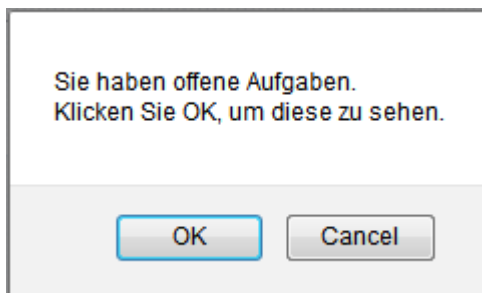 Sie haben offene Aufgaben.
Klicken Sie OK, um diese zu sehen.
OK
Cancel